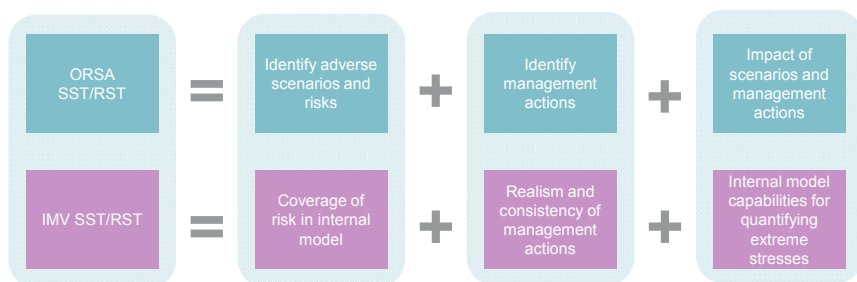 ORSA
SST/RST
=
Identify adverse
scenarios and
risks
+
Identify
management
actions
+
Impact of
scenarios and
management
actions
IMV SST/RST
=
Coverage of
risk in internal
model
+
Realism and
consistency of
management
actions
+
Internal model
capabilities for
quantifying
extreme
stresses